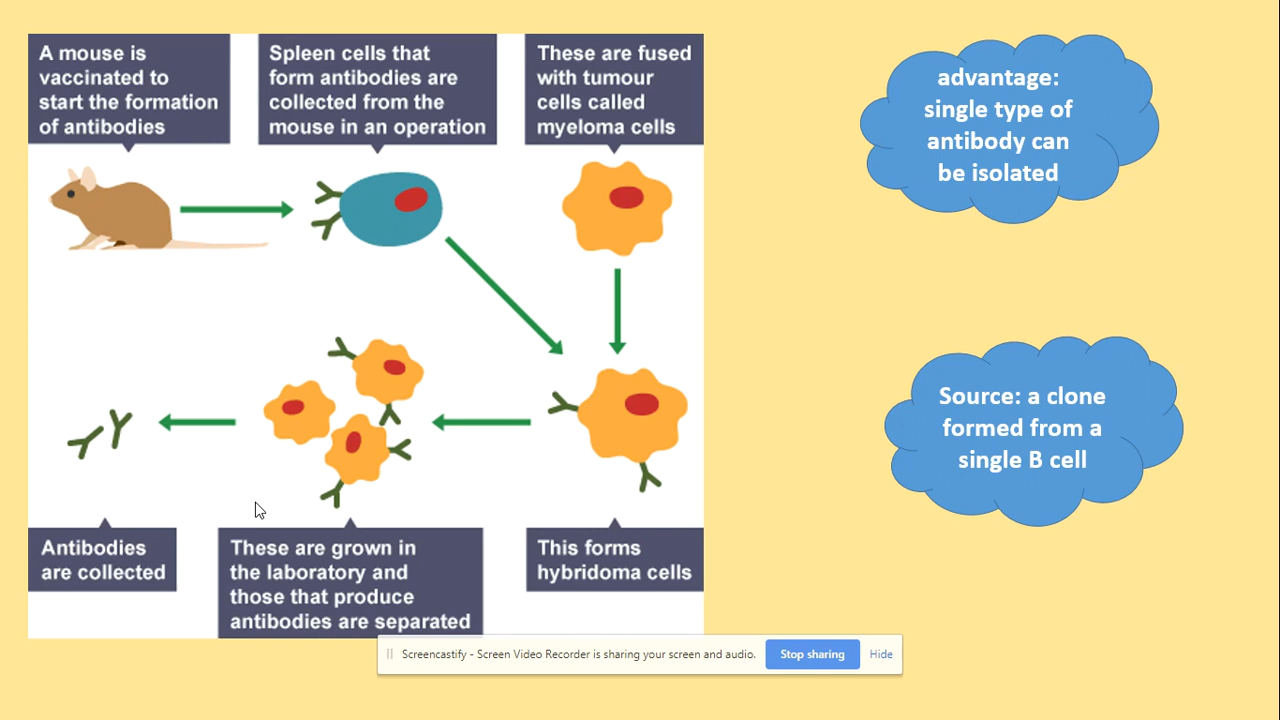 A mouse is
vaccinated to
start the formation
of antibodies
Spleen cells that
form antibodies are
collected from the
mouse in an operation
These are fused
with tumour
cells called
myeloma cells
advantage:
single type of
antibody can
be isolated
Source: a clone
formed from a
single B cell
Antibodies
are collected
These are grown in
the laboratory and
those that produce
antibodies are separated
This forms
hybridoma cells
Screencastify - Screen Video Recorder is sharing your screen and audio.
Stop sharing
Hide